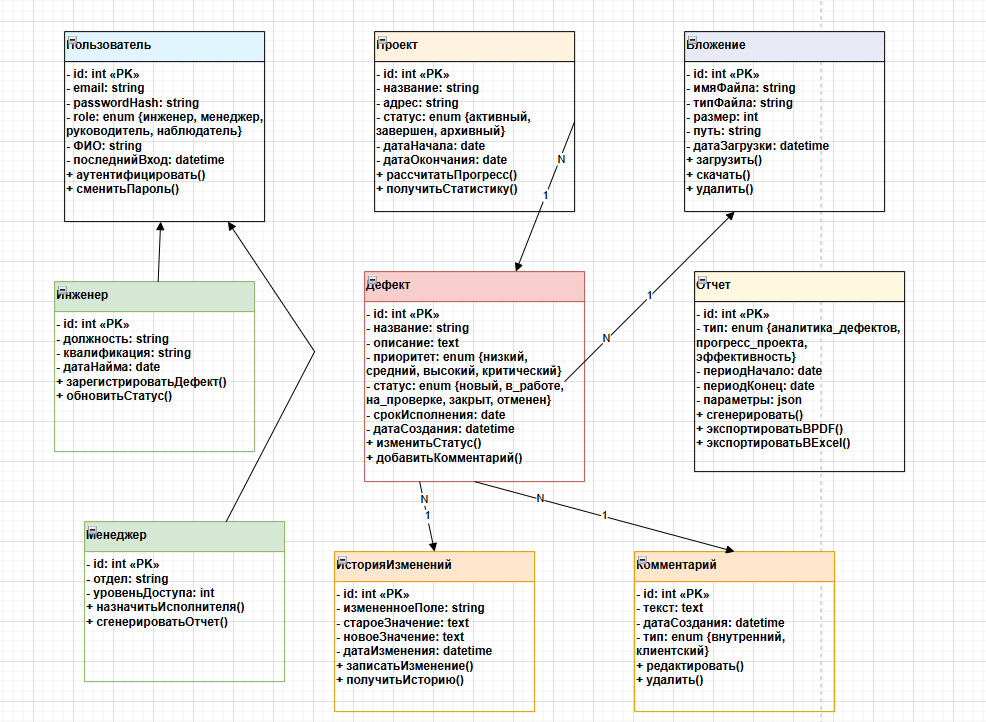 Пользователь
- id: int «PK»
- email: string
- passwordHash: string
- role: enum {инженер, менеджер,
руководитель, наблюдатель}
- ФИО: string
- последнийВход: datetime
+ аутентифицировать()
+ сменитьПароль()
Проект
- id: int «PK»
- название: string
- адрес: string
- статус: enum {активный,
завершен, архивный}
- датаНачала: date
- датаОкончания: date
+ рассчитатьПрогресс()
+ получитьСтатистику()
Вложение
- id: int «PK»
- имяФайла: string
- типФайла: string
- размер: int
- путь: string
- датаЗагрузки: datetime
+ загрузить()
+ скачать()
+ удалить()
N
1
Инженер
- id: int «PK»
- должность: string
- квалификация: string
- датаНайма: date
+ зарегистрироватьДефект()
+ обновитьСтатус()
Дефект
- id: int «PK»
- название: string
- описание: text
- приоритет: enum {низкий,
средний, высокий, критический}
- статус: enum {новый, в_работе,
на_проверке, закрыт, отменен}
- срокИсполнения: date
- датаСоздания: datetime
+ изменитьСтатус()
+ добавитьКомментарий()
1
N
Отчет
- id: int «PK»
- тип: enum {аналитика_дефектов,
прогресс_проекта,
эффективность}
- периодНачало: date
- периодКонец: date
- параметры: json
+ сгенерировать()
+ экспортироватьВPDF()
+ экспортироватьВExcel()
N
1
N
1
Менеджер
- id: int «PK»
- отдел: string
- уровеньДоступа: int
+ назначитьИсполнителя()
+ сгенерироватьОтчет()
ИсторияИзменений
- id: int «PK»
- измененноеПоле: string
- староеЗначение: text
- новоеЗначение: text
- датаИзменения: datetime
+ записатьИзменение()
+ получитьИсторию()
Комментарий
- id: int «PK»
- текст: text
- датаСоздания: datetime
- тип: enum {внутренний,
клиентский}
+ редактировать()
+ удалить()